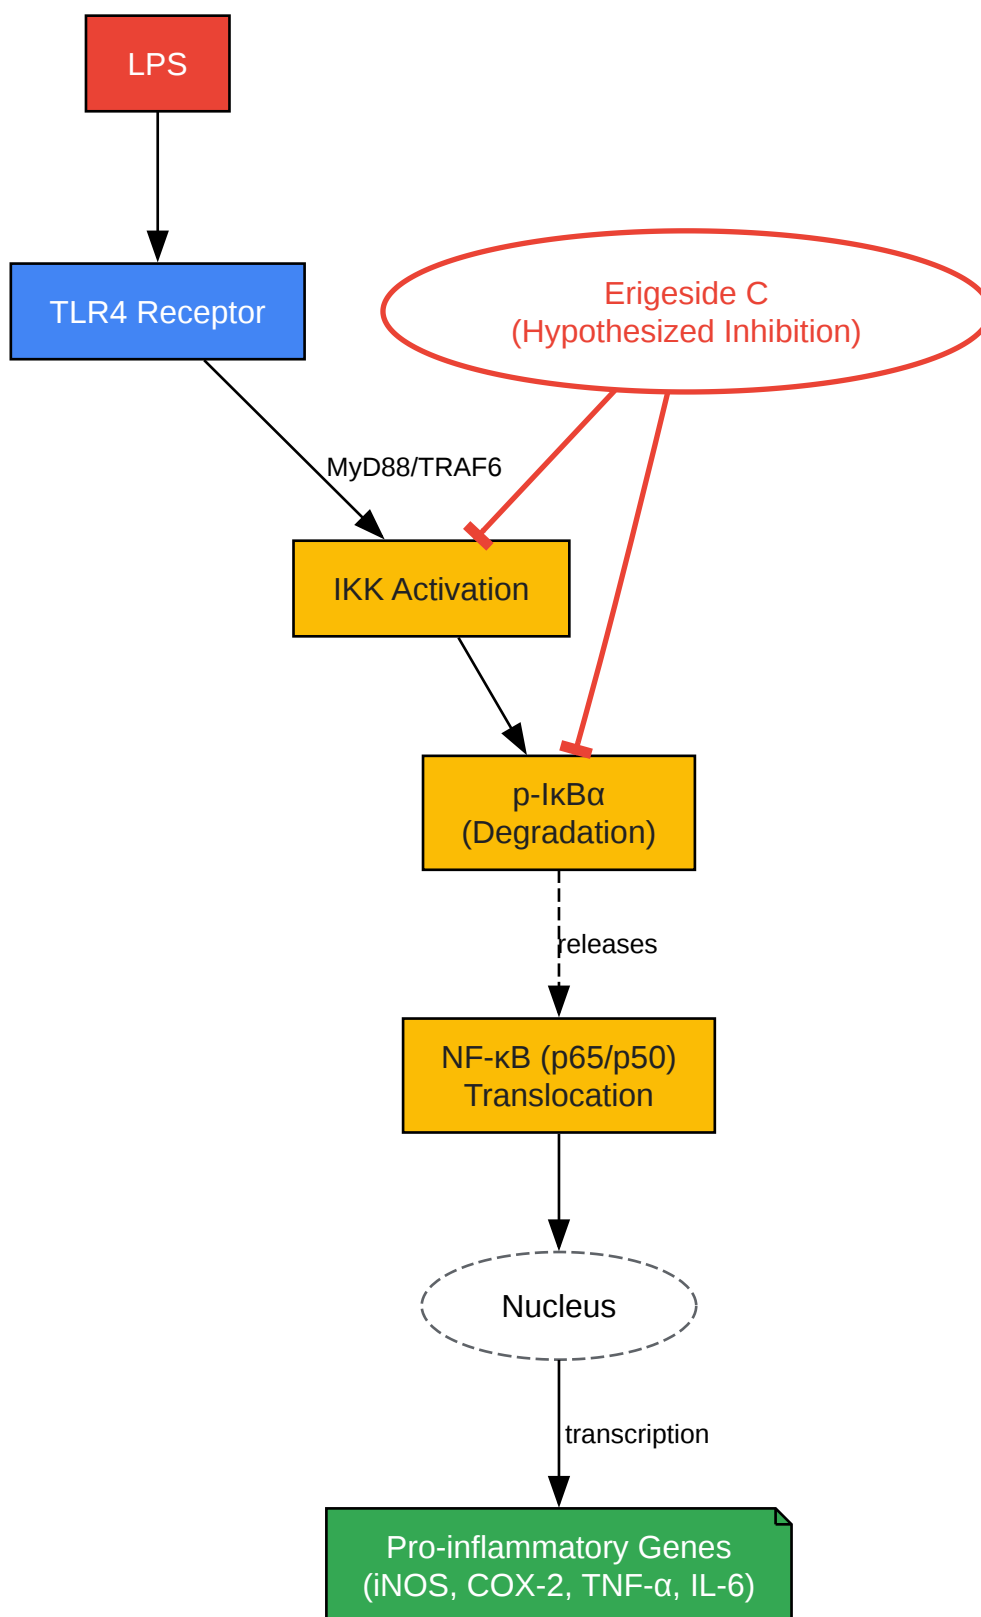 LPS
TLR4 Receptor
Erigeside C
(Hypothesized Inhibition)
MyD88/TRAF6
IKK Activation
p-IκBα
(Degradation)
releases
NF-κB (p65/p50)
Translocation
Nucleus
transcription
Pro-inflammatory Genes
(iNOS, COX-2, TNF-α, IL-6)